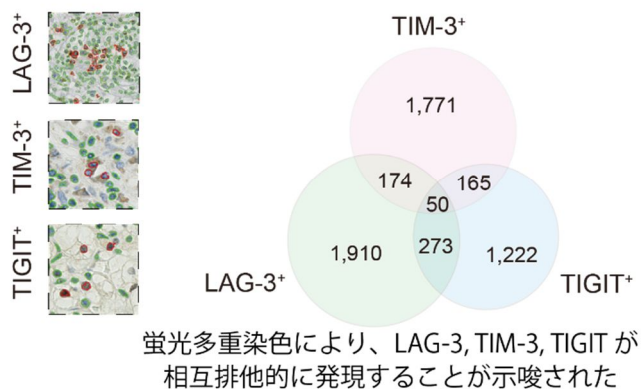 LAG-3⁺
TIM-3⁺
TIGIT⁺
TIM-3⁺
1,771
174
165
50
1,910
273
1,222
LAG-3⁺
TIGIT⁺
蛍光多重染色により、LAG-3, TIM-3, TIGIT が
相互排他的に発現することが示唆された